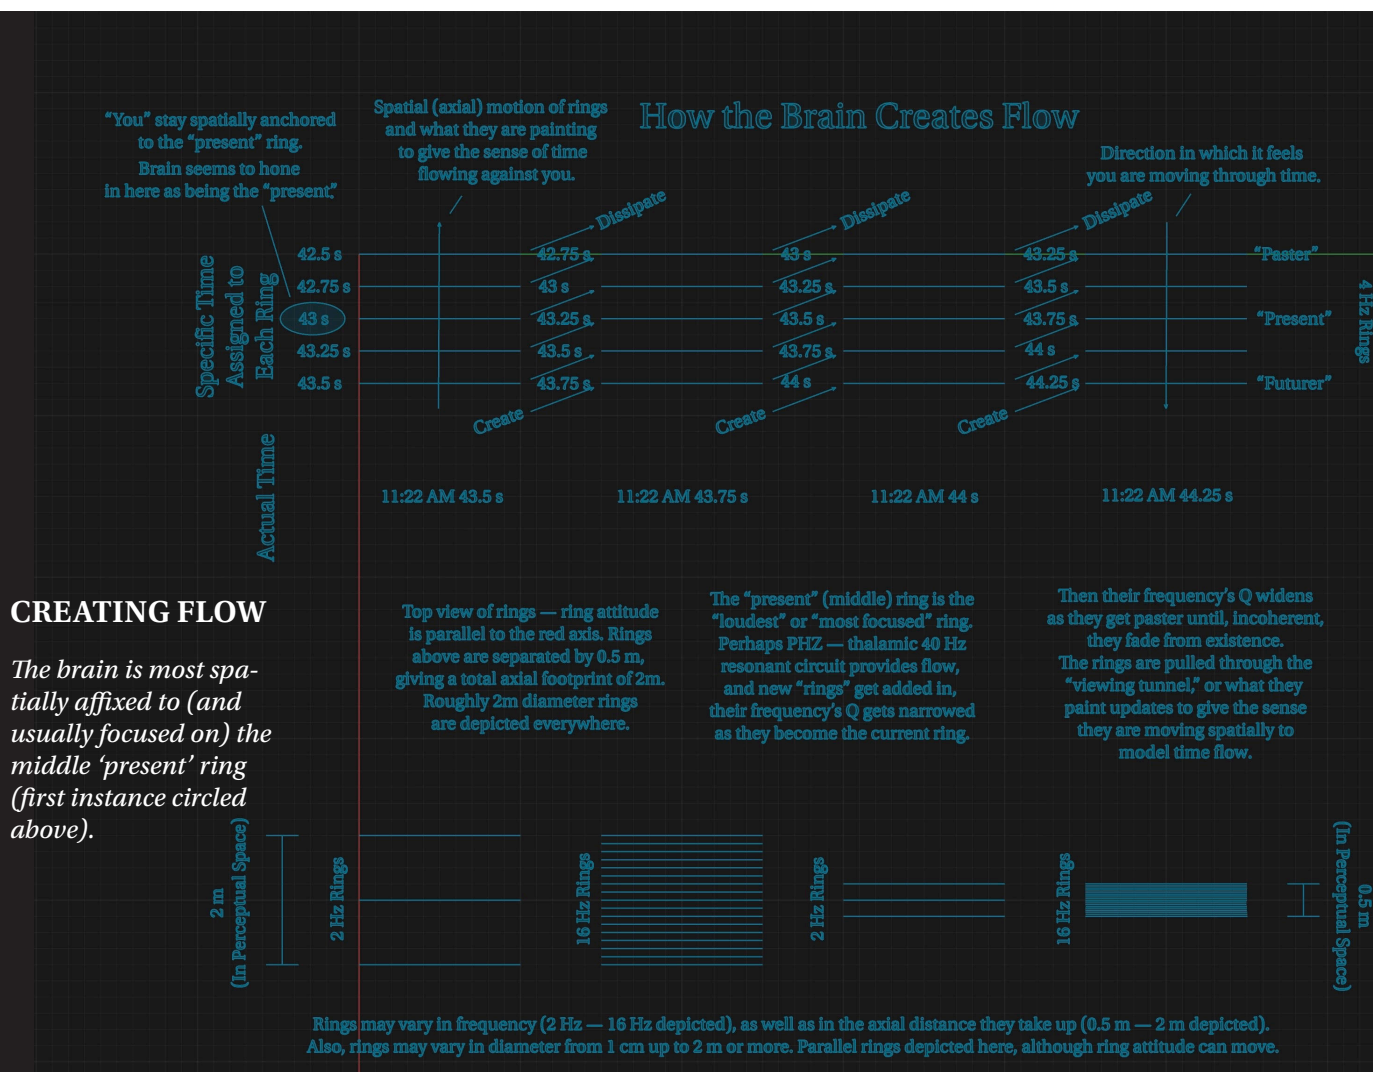 How the Brain Creates Flow
“You” stay spatially anchored
to the “present” ring.
Brain seems to hone
in here as being the “present.”
Spatial (axial) motion of rings
and what they are painting
to give the sense of time
flowing against you.
Direction in which it feels
you are moving through time.
Dissipate
Dissipate
Dissipate
Specific Time
Assigned to
Each Ring
42.5 s 42.75 s 43 s 43.25 s “Paster”
42.75 s 43 s 43.25 s 43.5 s
43 s 43.25 s 43.5 s 43.75 s “Present”
43.25 s 43.5 s 43.75 s 44 s
43.5 s 43.75 s 44 s 44.25 s “Futurer”
4 Hz Rings
Create
Create
Create
Actual Time
11:22 AM 43.5 s 11:22 AM 43.75 s 11:22 AM 44 s 11:22 AM 44.25 s
CREATING FLOW
The brain is most spa-
tially affixed to (and
usually focused on) the
middle ‘present’ ring
(first instance circled
above).
Top view of rings — ring attitude
is parallel to the red axis. Rings
above are separated by 0.5 m,
giving a total axial footprint of 2m.
Roughly 2m diameter rings
are depicted everywhere.
The “present” (middle) ring is the
“loudest” or “most focused” ring.
Perhaps PHZ — thalamic 40 Hz
resonant circuit provides flow,
and new “rings” get added in,
their frequency’s Q gets narrowed
as they become the current ring.
Then their frequency’s Q widens
as they get paster until, incoherent,
they fade from existence.
The rings are pulled through the
“viewing tunnel,” or what they
paint updates to give the sense
they are moving spatially to
model time flow.
2 m
(In Perceptual Space)
2 Hz Rings
16 Hz Rings
2 Hz Rings
16 Hz Rings
0.5 m
(In Perceptual Space)
Rings may vary in frequency (2 Hz — 16 Hz depicted), as well as in the axial distance they take up (0.5 m — 2 m depicted).
Also, rings may vary in diameter from 1 cm up to 2 m or more. Parallel rings depicted here, although ring attitude can move.